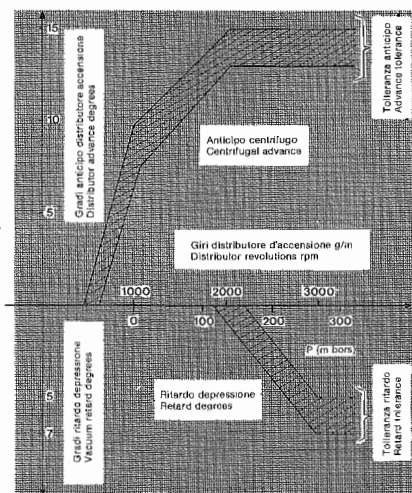 15
10
5
Gradi anticipo distributore accensione
Distributor advance degrees
Tolleranza anticipo
Advance tolerance
Anticipo centrifugo
Centrifugal advance
Giri distributore d'accensione g/m
Distributor revolutions rpm
1000 2000 3000
0 100 200 300
P (m bors)
Gradi ritardo depressione
Vacuum retard degrees
5
7
Ritardo depressione
Retard degrees
Tolleranza ritardo
Retard tolerance